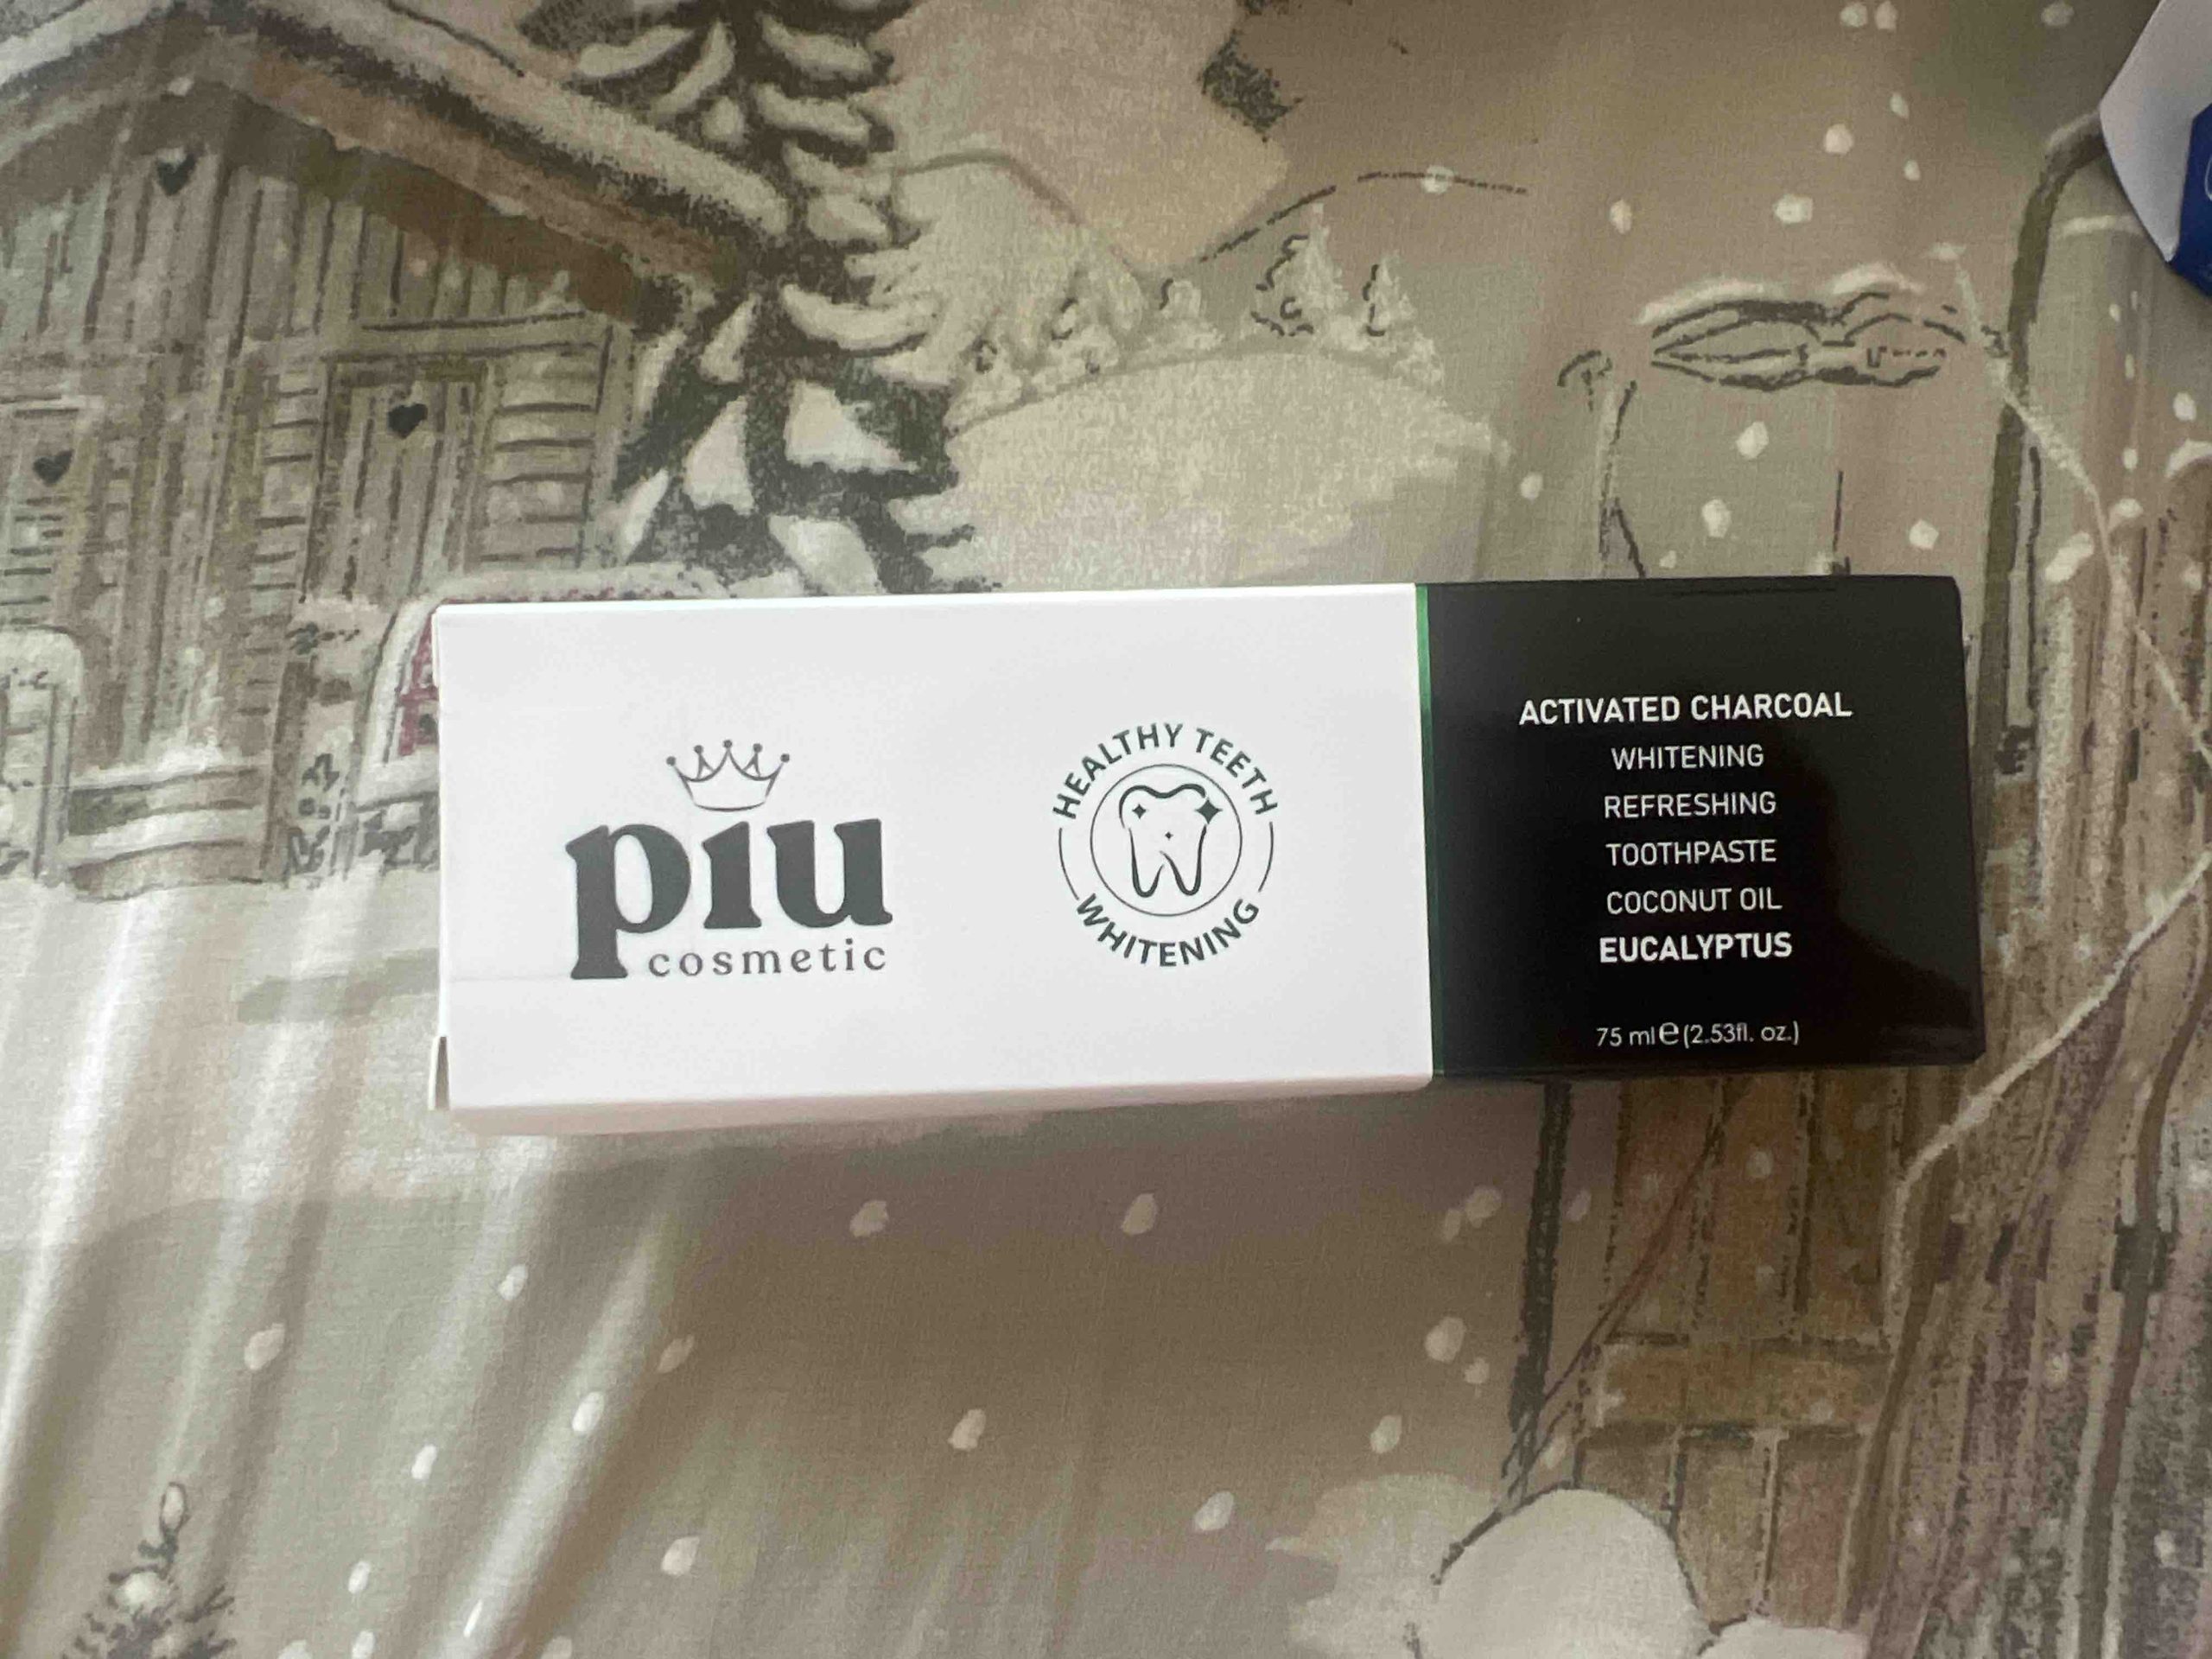 piu
cosmetic
HEALTHY TEETH
WHITENING
ACTIVATED CHARCOAL
WHITENING
REFRESHING
TOOTHPASTE
COCONUT OIL
EUCALYPTUS
75 ml℮(2.53fl. oz.)